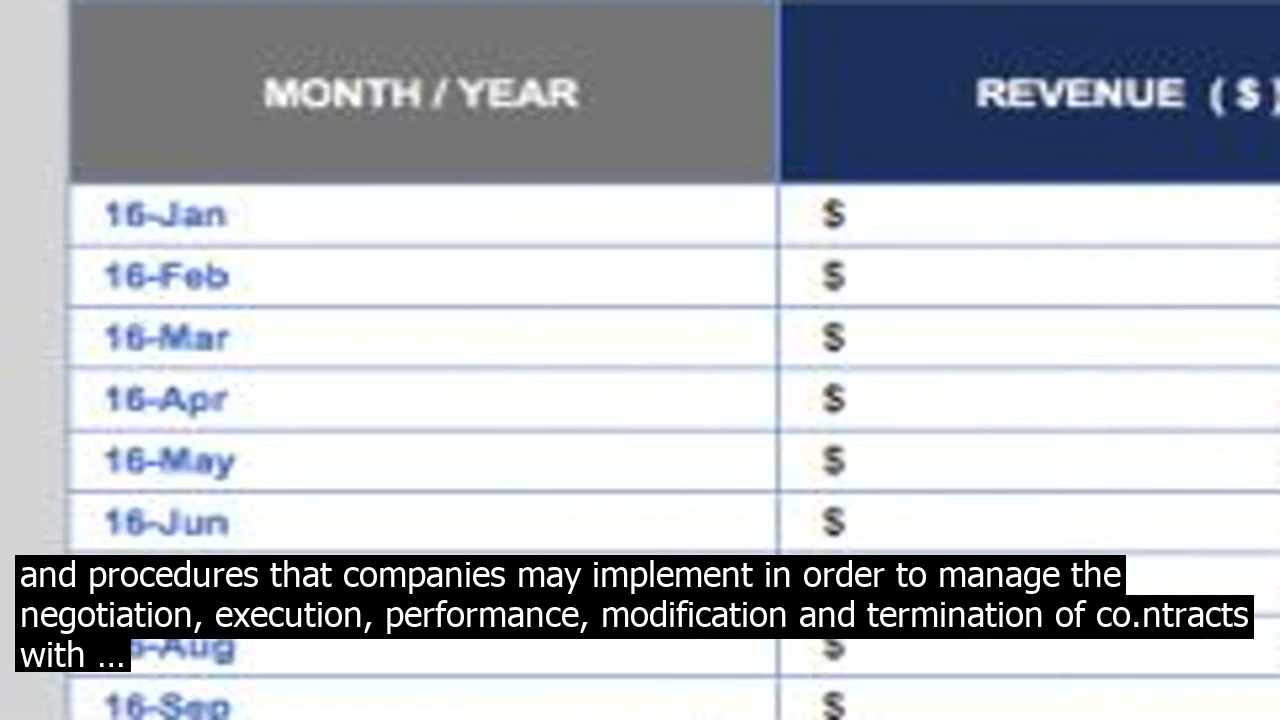 MONTH / YEAR REVENUE ( $ )
16-Jan $
16-Feb $
16-Mar $
16-Apr $
16-May $
16-Jun $
and procedures that companies may implement in order to manage the
negotiation, execution, performance, modification and termination of co.ntracts
with ...
-Aug $
16-Sep $